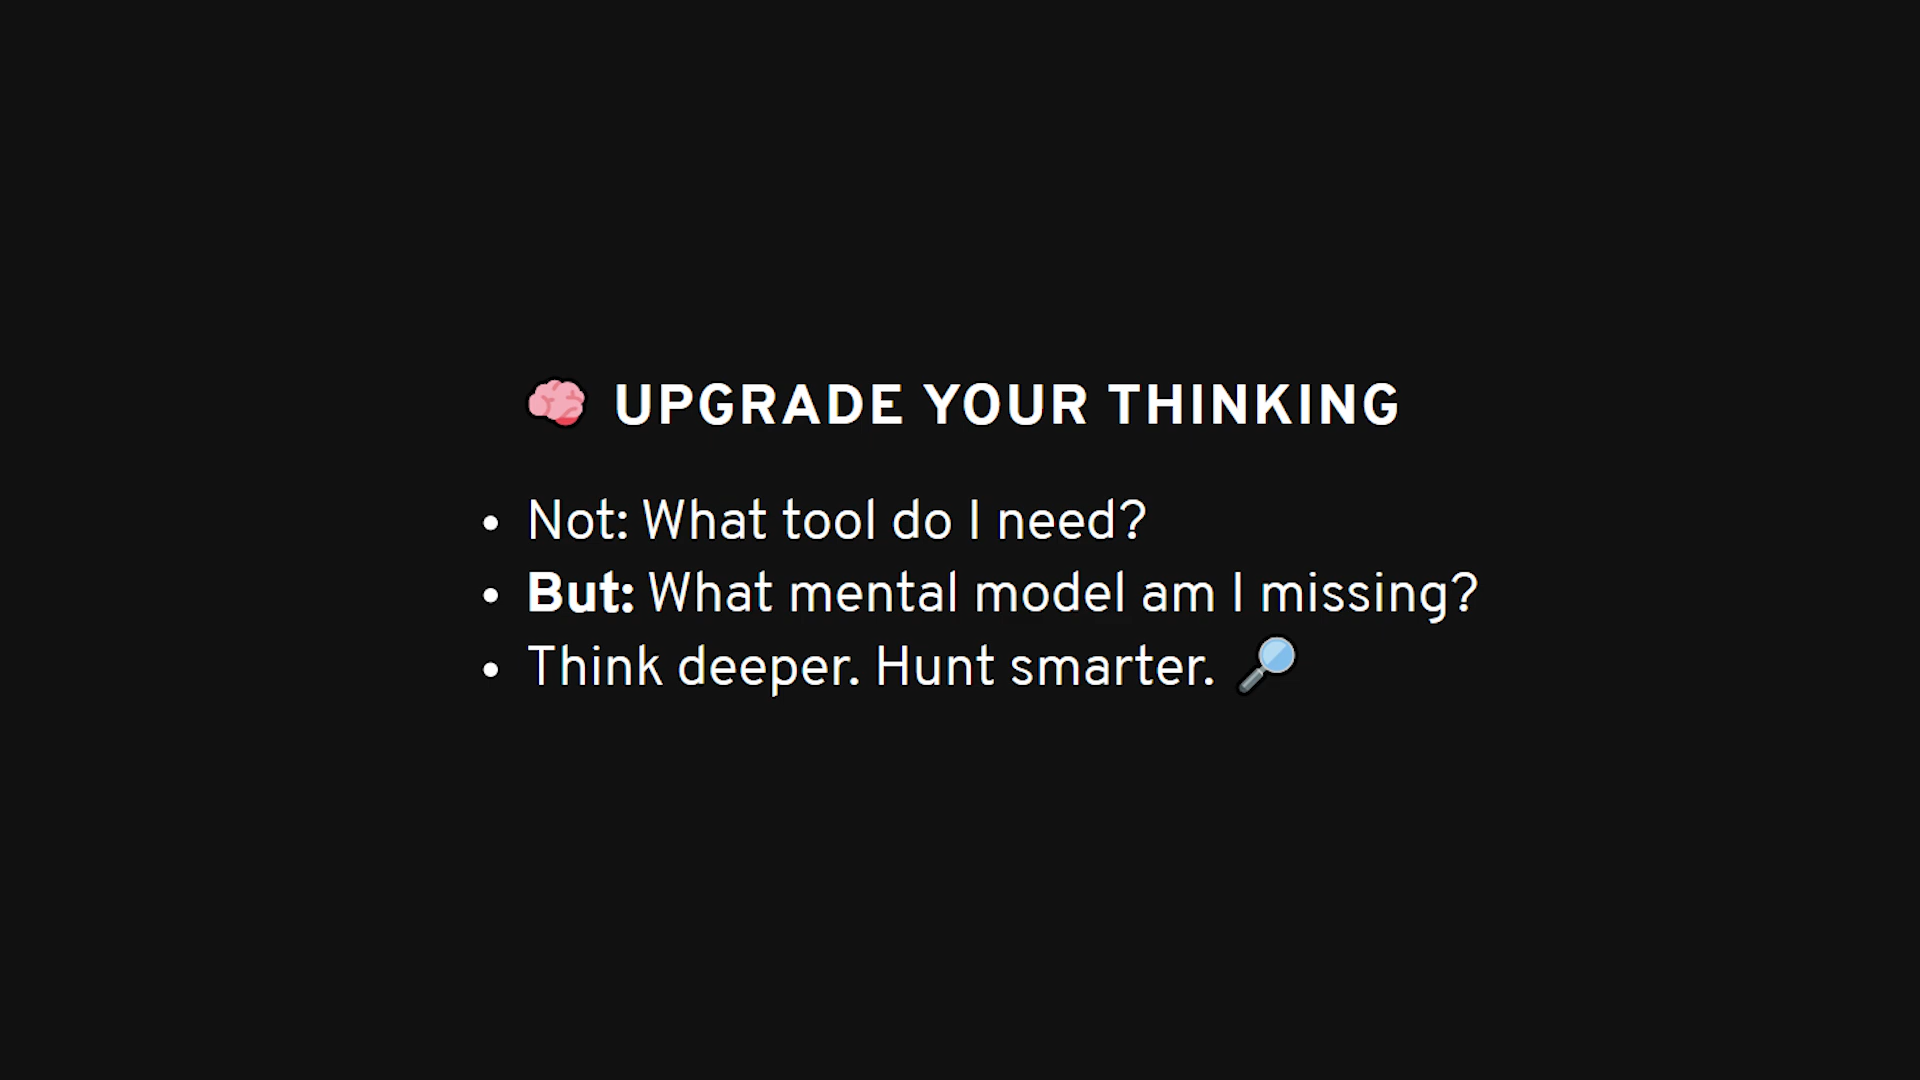 🧠 UPGRADE YOUR THINKING
• Not: What tool do I need?
• But: What mental model am I missing?
• Think deeper. Hunt smarter. 🔎